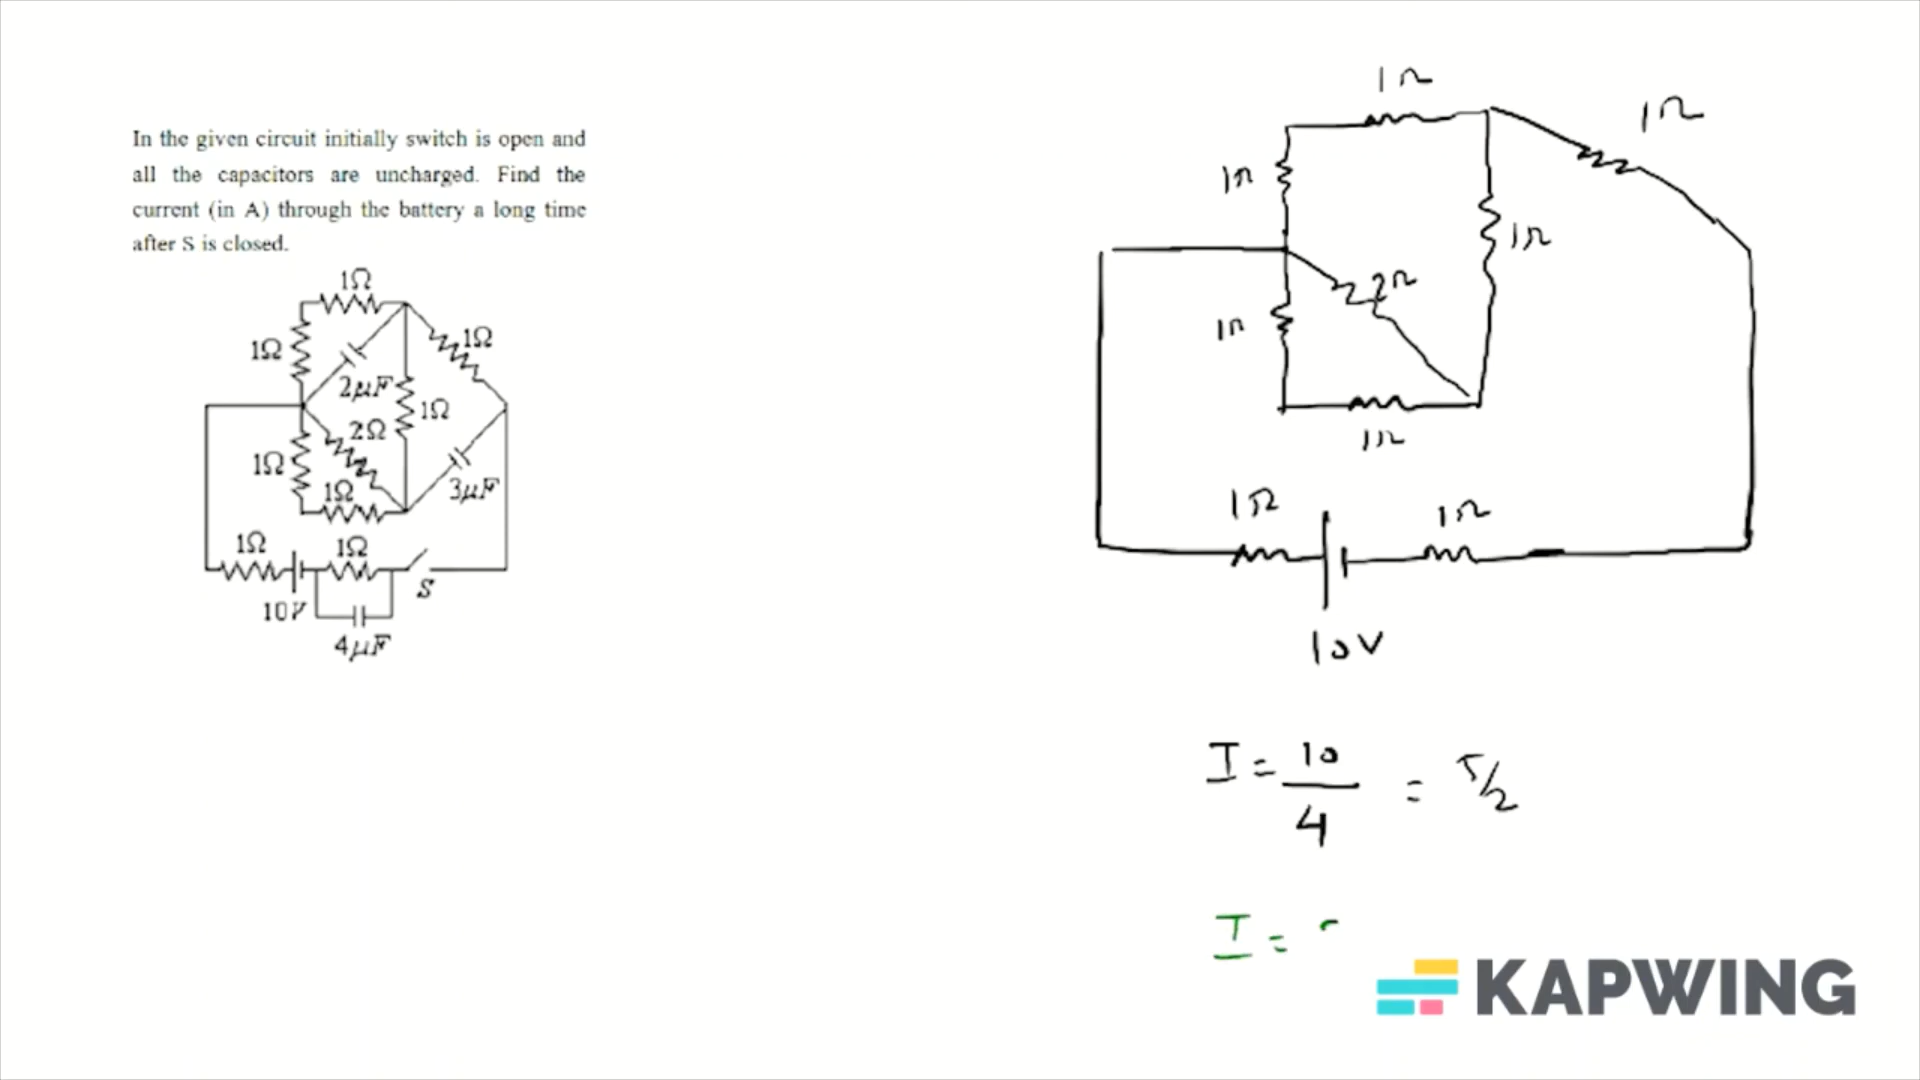 In the given circuit initially switch is open and
all the capacitors are uncharged. Find the
current (in A) through the battery a long time
after S is closed.
1Ω
1Ω
1Ω
2μF
1Ω
2Ω
1Ω
1Ω
3μF
1Ω
1Ω
S
10V
4μF
1Ω
1Ω
1Ω
1Ω
2Ω
1Ω
1Ω
1Ω
1Ω
10V
I = 10/4 = 5/2
I =
KAPWING